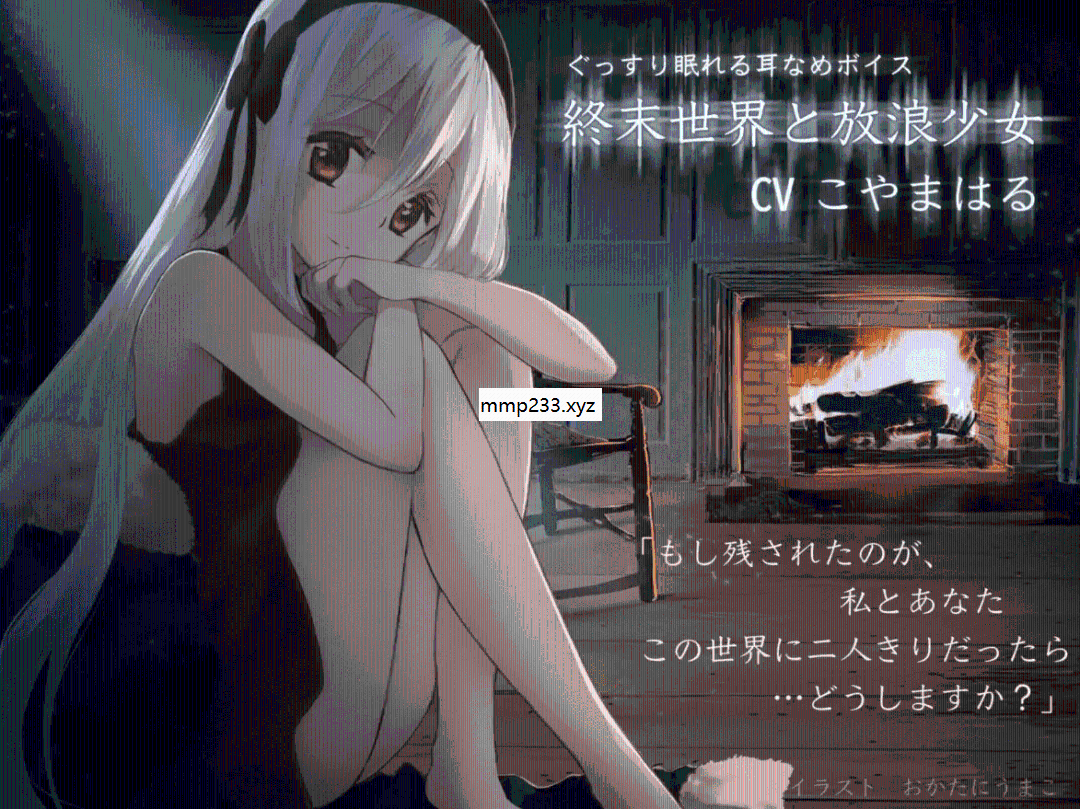 ぐっすり眠れる耳なめボイス
終末世界と放浪少女
CV こやまはる
mmp233.xyz
「もし残されたのが、
私とあなた
この世界に二人きりだったら
…どうしますか?」
イラスト おかたにうまこ